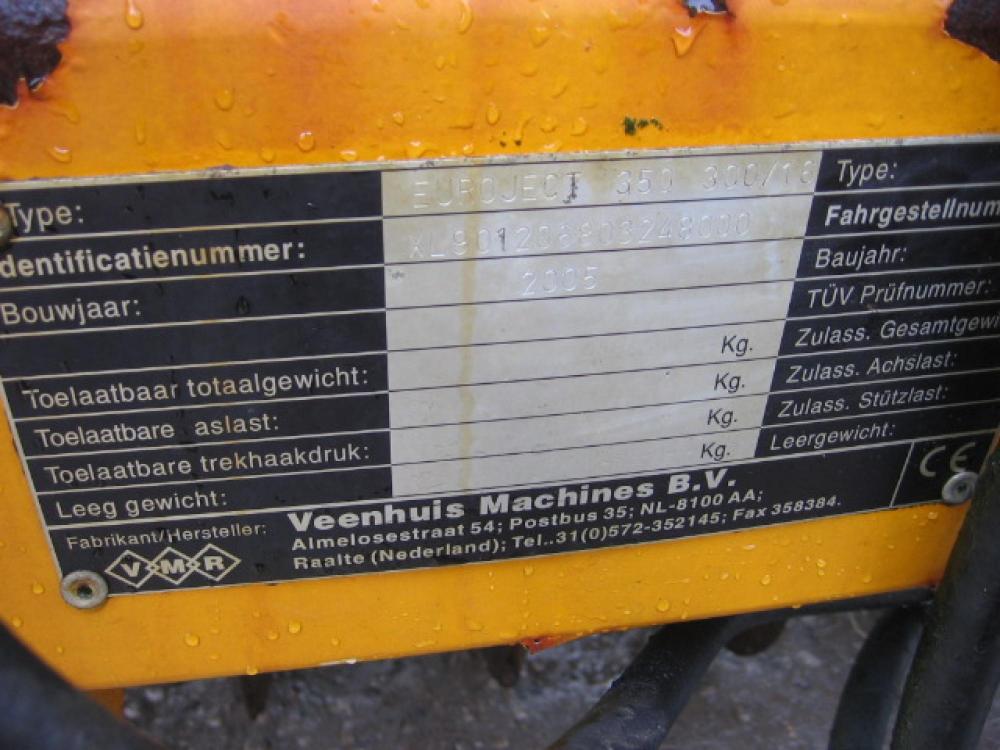 Type: EUROJECT 350 300/16 Type:
dentificatienummer: Fahrgestellnum
Bouwjaar: 2005 Baujahr:
TÜV Prüfnummer:
Toelaatbaar totaalgewicht: Kg. Zulass. Gesamtgewi
Toelaatbare aslast: Kg. Zulass. Achslast:
Toelaatbare trekhaakdruk: Kg. Zulass. Stützlast:
Leeg gewicht: Kg. Leergewicht:
Fabrikant/Hersteller: Veenhuis Machines B.V. CE
Almelosestraat 54; Postbus 35; NL-8100 AA;
Raalte (Nederland); Tel..31(0)572-352145; Fax 358384.
VMR